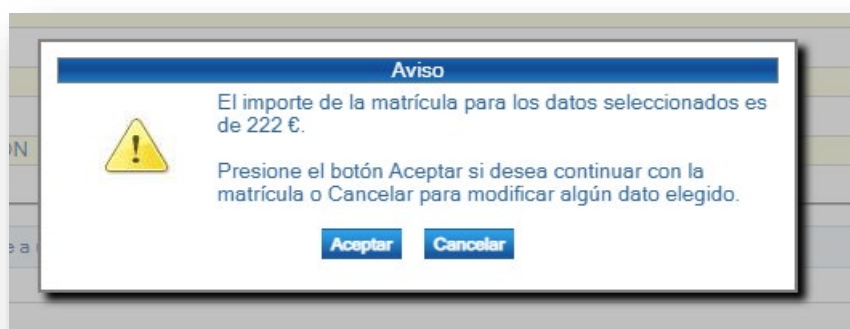 Aviso
El importe de la matrícula para los datos seleccionados es
de 222 €.
ON
Presione el botón Aceptar si desea continuar con la
matrícula o Cancelar para modificar algún dato elegido.
Aceptar Cancelar
e a